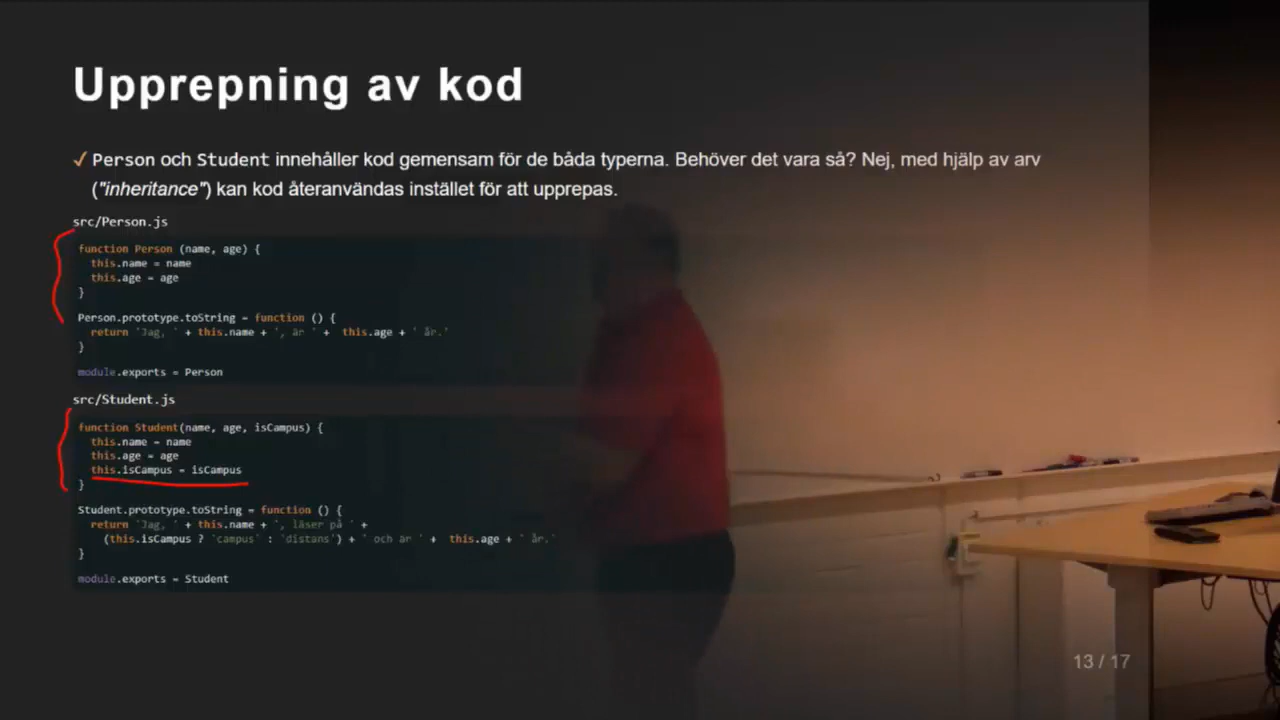 Upprepning av kod
✓ Person och Student innehåller kod gemensam för de båda typerna. Behöver det vara så? Nej, med hjälp av arv
("inheritance") kan kod återanvändas istället för att upprepas.
src/Person.js
function Person (name, age) {
this.name = name
this.age = age
}
Person.prototype.toString = function () {
return 'Jag, ' + this.name + ', är ' + this.age + ' år.'
}
module.exports = Person
src/Student.js
function Student(name, age, isCampus) {
this.name = name
this.age = age
this.isCampus = isCampus
}
Student.prototype.toString = function () {
return 'Jag, ' + this.name + ', läser på ' +
(this.isCampus ? 'campus' : 'distans') + ' och är ' + this.age + ' år.'
}
module.exports = Student
13 / 17